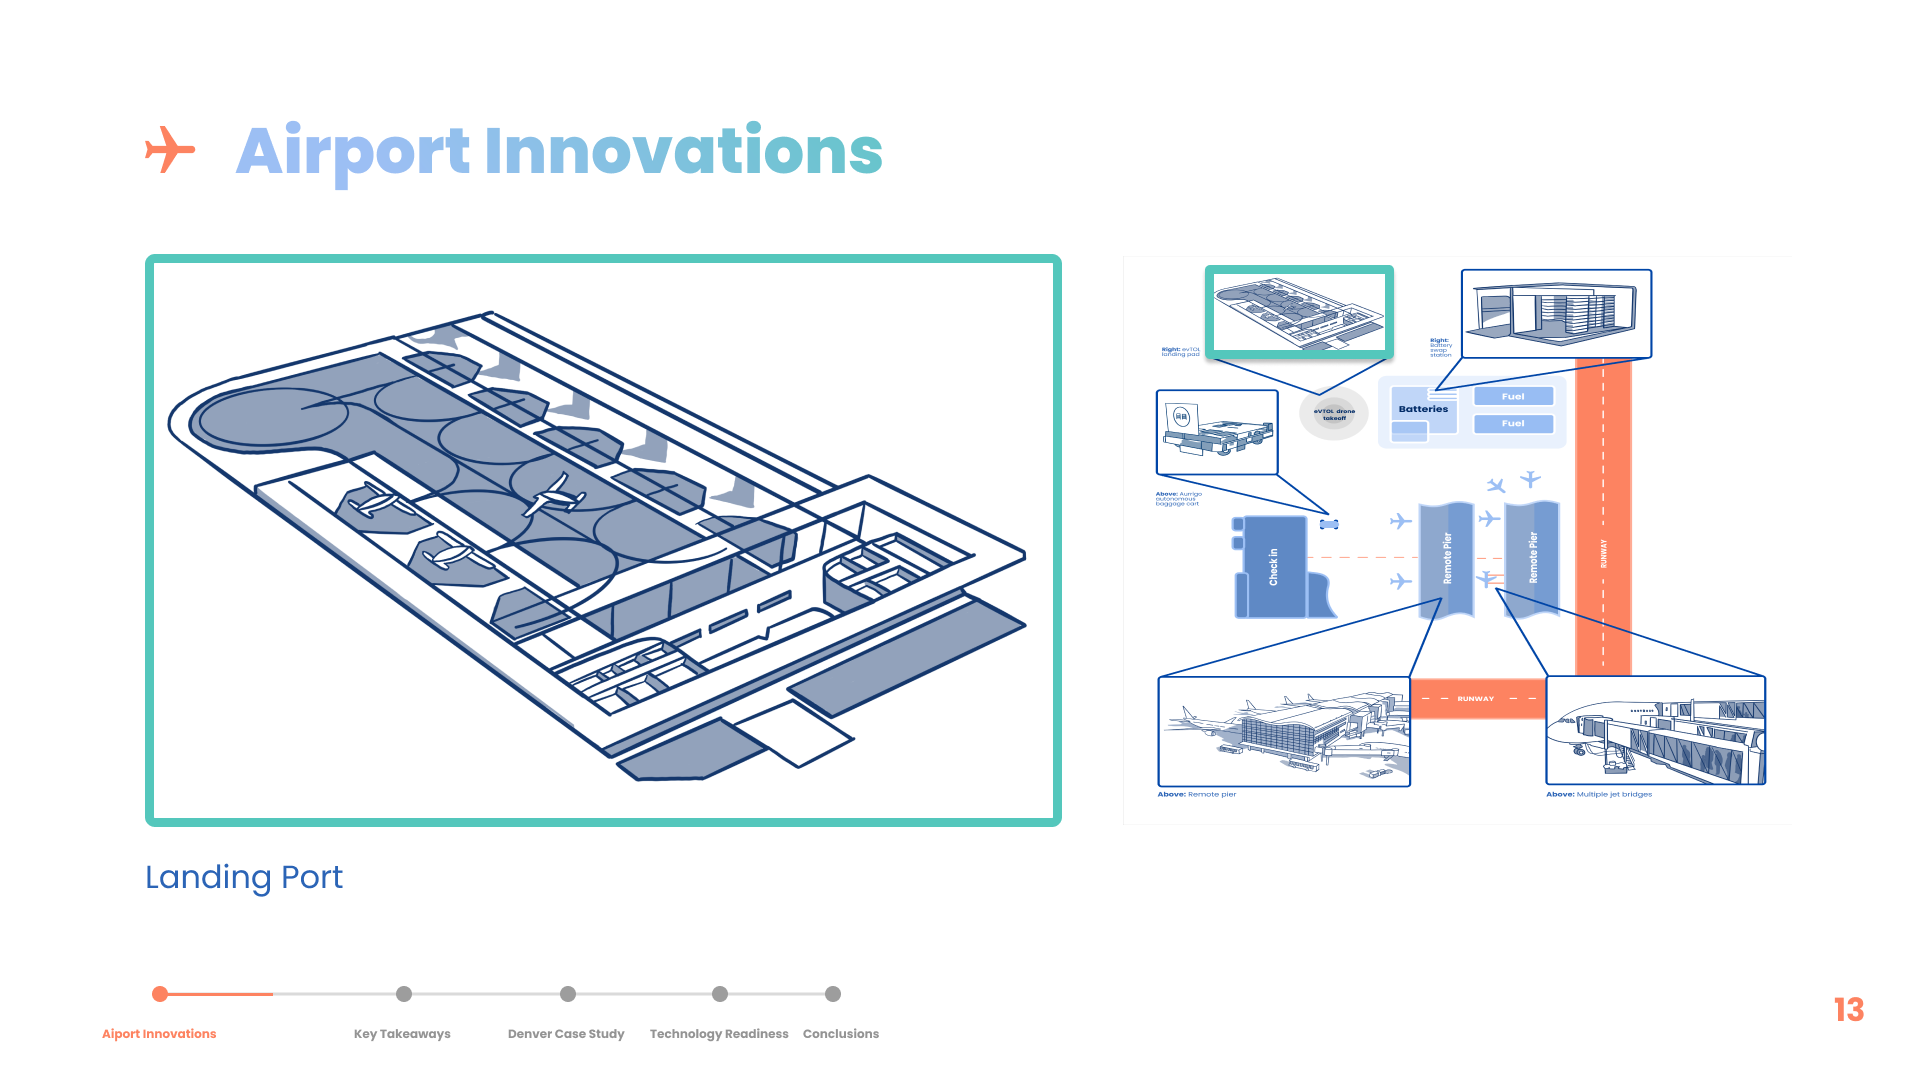 Airport Innovations
Right: evTOL
landing pad
Right:
Battery
swap
station
eVTOL drone
takeoff
Batteries
Fuel
Fuel
Above: Aurrigo
autonomous
baggage cart
Check in
Remote Pier
Remote Pier
RUNWAY
RUNWAY
Above: Remote pier
Above: Multiple jet bridges
Landing Port
Aiport Innovations
Key Takeaways
Denver Case Study
Technology Readiness
Conclusions
13